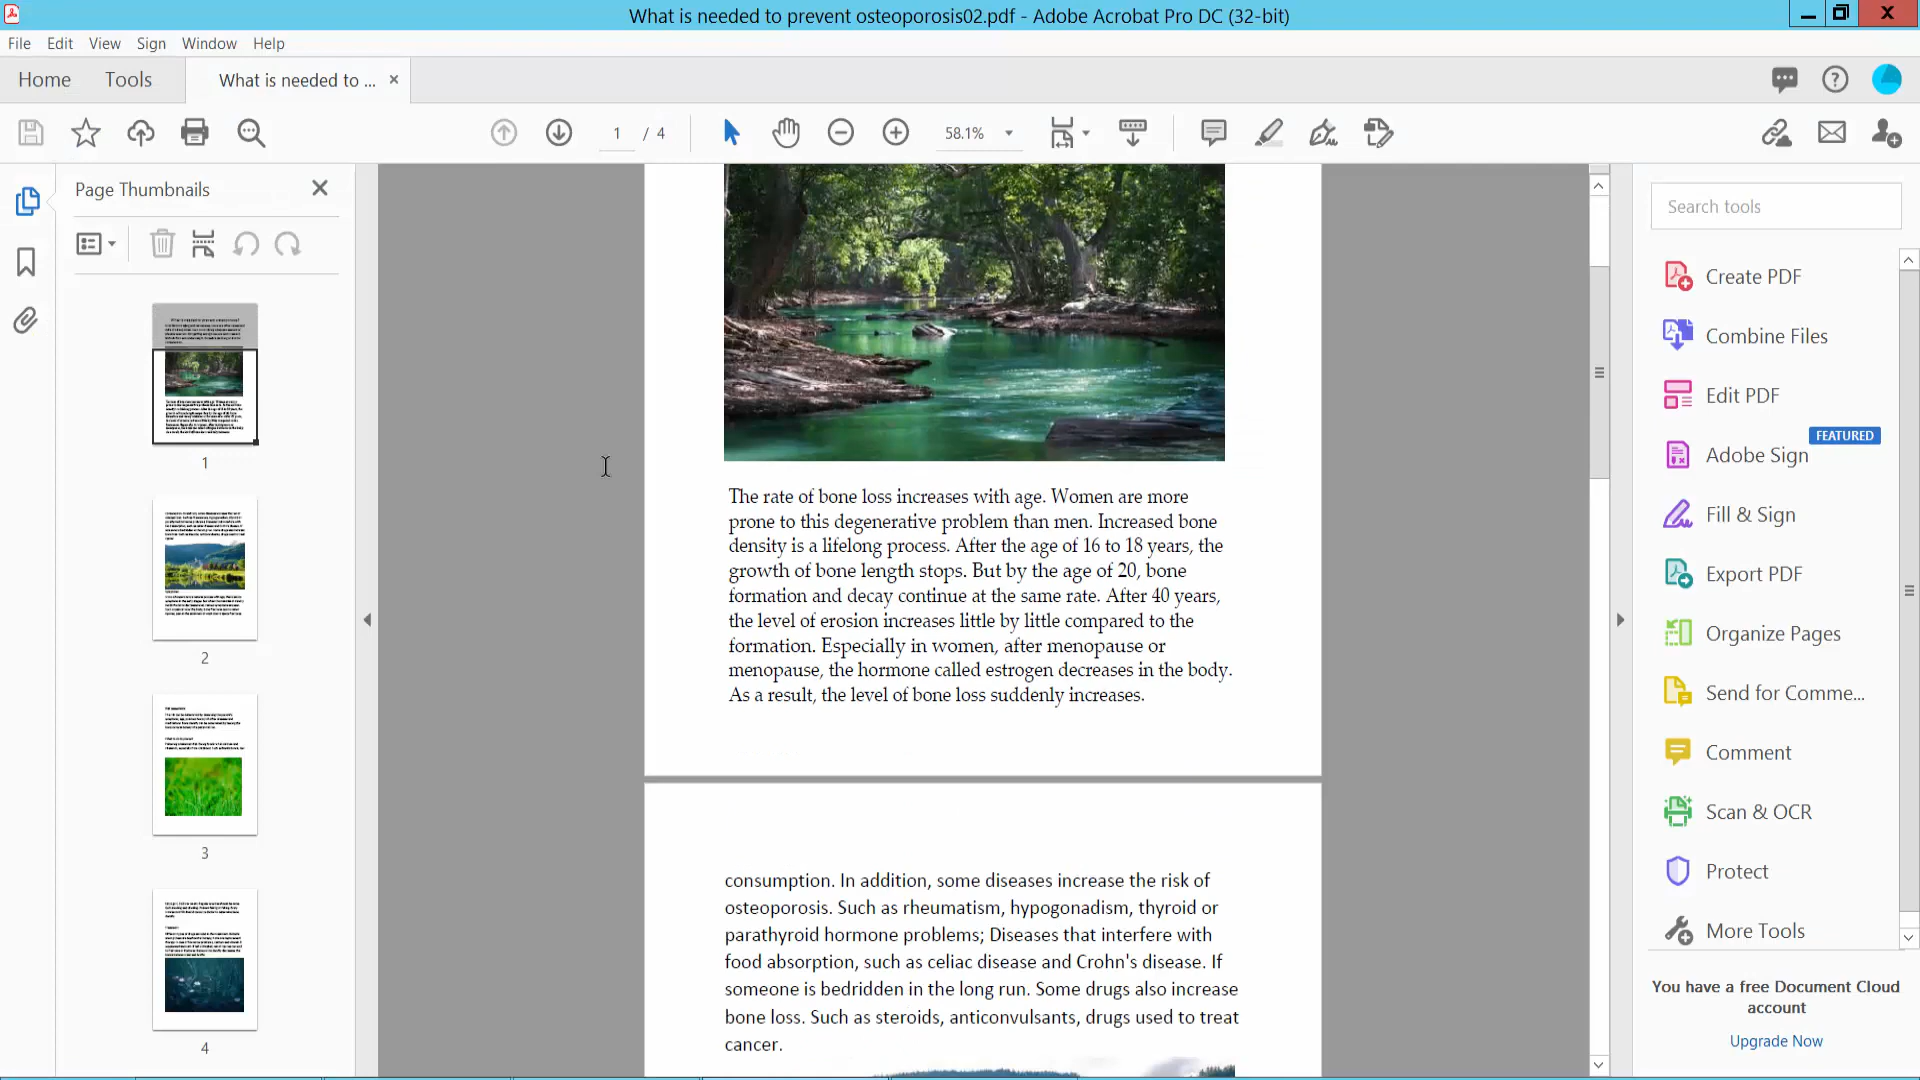 What is needed to prevent osteoporosis02.pdf - Adobe Acrobat Pro DC (32-bit)
File Edit View Sign Window Help
Home Tools What is needed to ... ×
1 / 4 58.1%
Page Thumbnails
1
2
3
4
The rate of bone loss increases with age. Women are more
prone to this degenerative problem than men. Increased bone
density is a lifelong process. After the age of 16 to 18 years, the
growth of bone length stops. But by the age of 20, bone
formation and decay continue at the same rate. After 40 years,
the level of erosion increases little by little compared to the
formation. Especially in women, after menopause or
menopause, the hormone called estrogen decreases in the body.
As a result, the level of bone loss suddenly increases.
consumption. In addition, some diseases increase the risk of
osteoporosis. Such as rheumatism, hypogonadism, thyroid or
parathyroid hormone problems; Diseases that interfere with
food absorption, such as celiac disease and Crohn's disease. If
someone is bedridden in the long run. Some drugs also increase
bone loss. Such as steroids, anticonvulsants, drugs used to treat
cancer.
Search tools
Create PDF
Combine Files
Edit PDF
FEATURED
Adobe Sign
Fill & Sign
Export PDF
Organize Pages
Send for Comme...
Comment
Scan & OCR
Protect
More Tools
You have a free Document Cloud
account
Upgrade Now